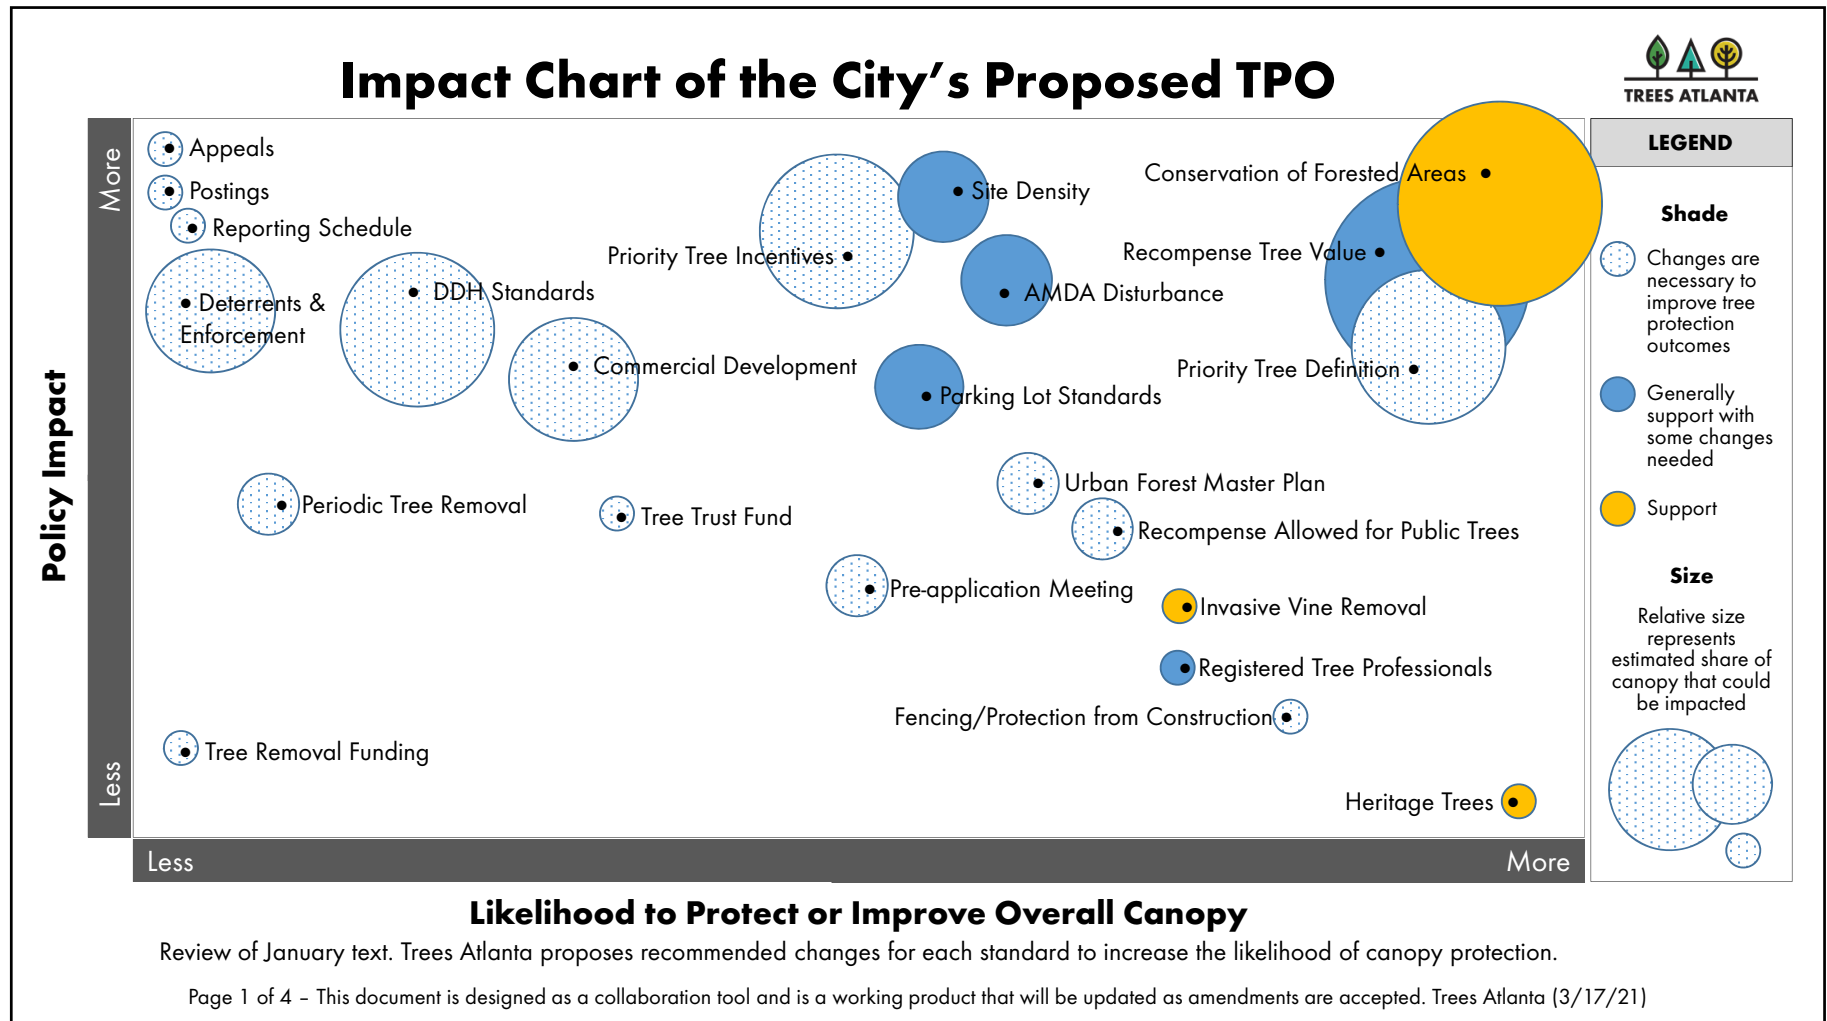 Impact Chart of the City's Proposed TPO
TREES ATLANTA
More
Less
Policy Impact
Appeals
Postings
Reporting Schedule
Deterrents &
Enforcement
DDH Standards
Commercial Development
Priority Tree Incentives
Site Density
AMDA Disturbance
Parking Lot Standards
Conservation of Forested Areas
Recompense Tree Value
Priority Tree Definition
Periodic Tree Removal
Tree Trust Fund
Urban Forest Master Plan
Recompense Allowed for Public Trees
Pre-application Meeting
Invasive Vine Removal
Registered Tree Professionals
Fencing/Protection from Construction
Tree Removal Funding
Heritage Trees
LEGEND
Shade
Changes are
necessary to
improve tree
protection
outcomes
Generally
support with
some changes
needed
Support
Size
Relative size
represents
estimated share of
canopy that could
be impacted
Less
More
Likelihood to Protect or Improve Overall Canopy
Review of January text. Trees Atlanta proposes recommended changes for each standard to increase the likelihood of canopy protection.
Page 1 of 4 – This document is designed as a collaboration tool and is a working product that will be updated as amendments are accepted. Trees Atlanta (3/17/21)